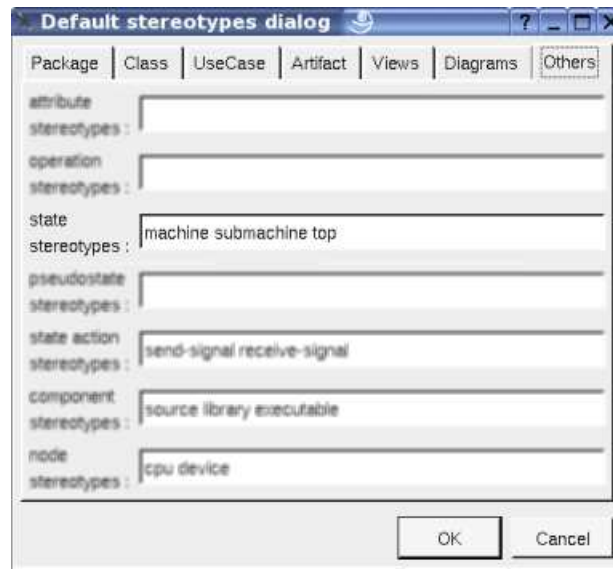 Default stereotypes dialog
Package Class UseCase Artifact Views Diagrams Others
attribute
stereotypes :
operation
stereotypes :
state
stereotypes :
machine submachine top
pseudostate
stereotypes :
state action
stereotypes :
send-signal receive-signal
component
stereotypes :
source library executable
node
stereotypes :
cpu device
OK Cancel